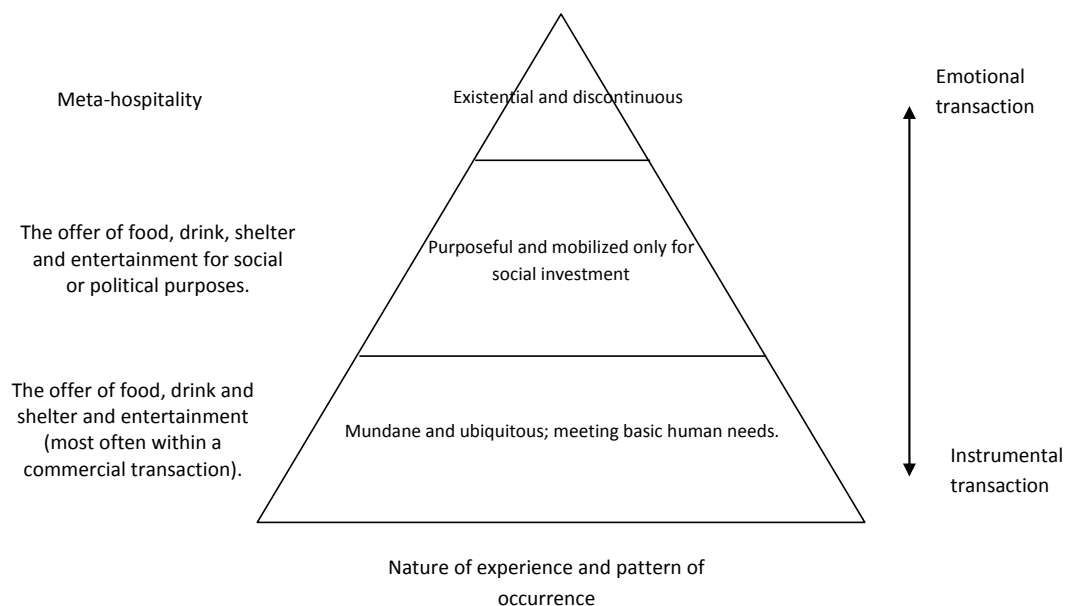 Meta-hospitality
Existential and discontinuous
Emotional
transaction
The offer of food, drink, shelter
and entertainment for social
or political purposes.
Purposeful and mobilized only for
social investment
The offer of food, drink and
shelter and entertainment
(most often within a
commercial transaction).
Mundane and ubiquitous; meeting basic human needs.
Instrumental
transaction
Nature of experience and pattern of
occurrence